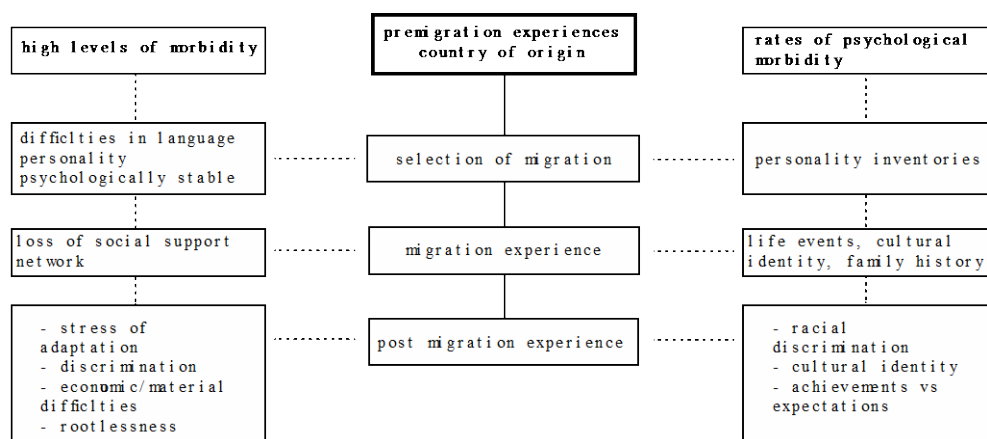 high levels of morbidity
premigration experiences
country of origin
rates of psychological
morbidity
difficlties in language
personality
psychologically stable
selection of migration
personality inventories
loss of social support
network
migration experience
life events, cultural
identity, family history
- stress of
adaptation
- discrimination
- economic/material
difficlties
- rootlessness
post migration experience
- racial
discrimination
- cultural identity
- achievements vs
expectations